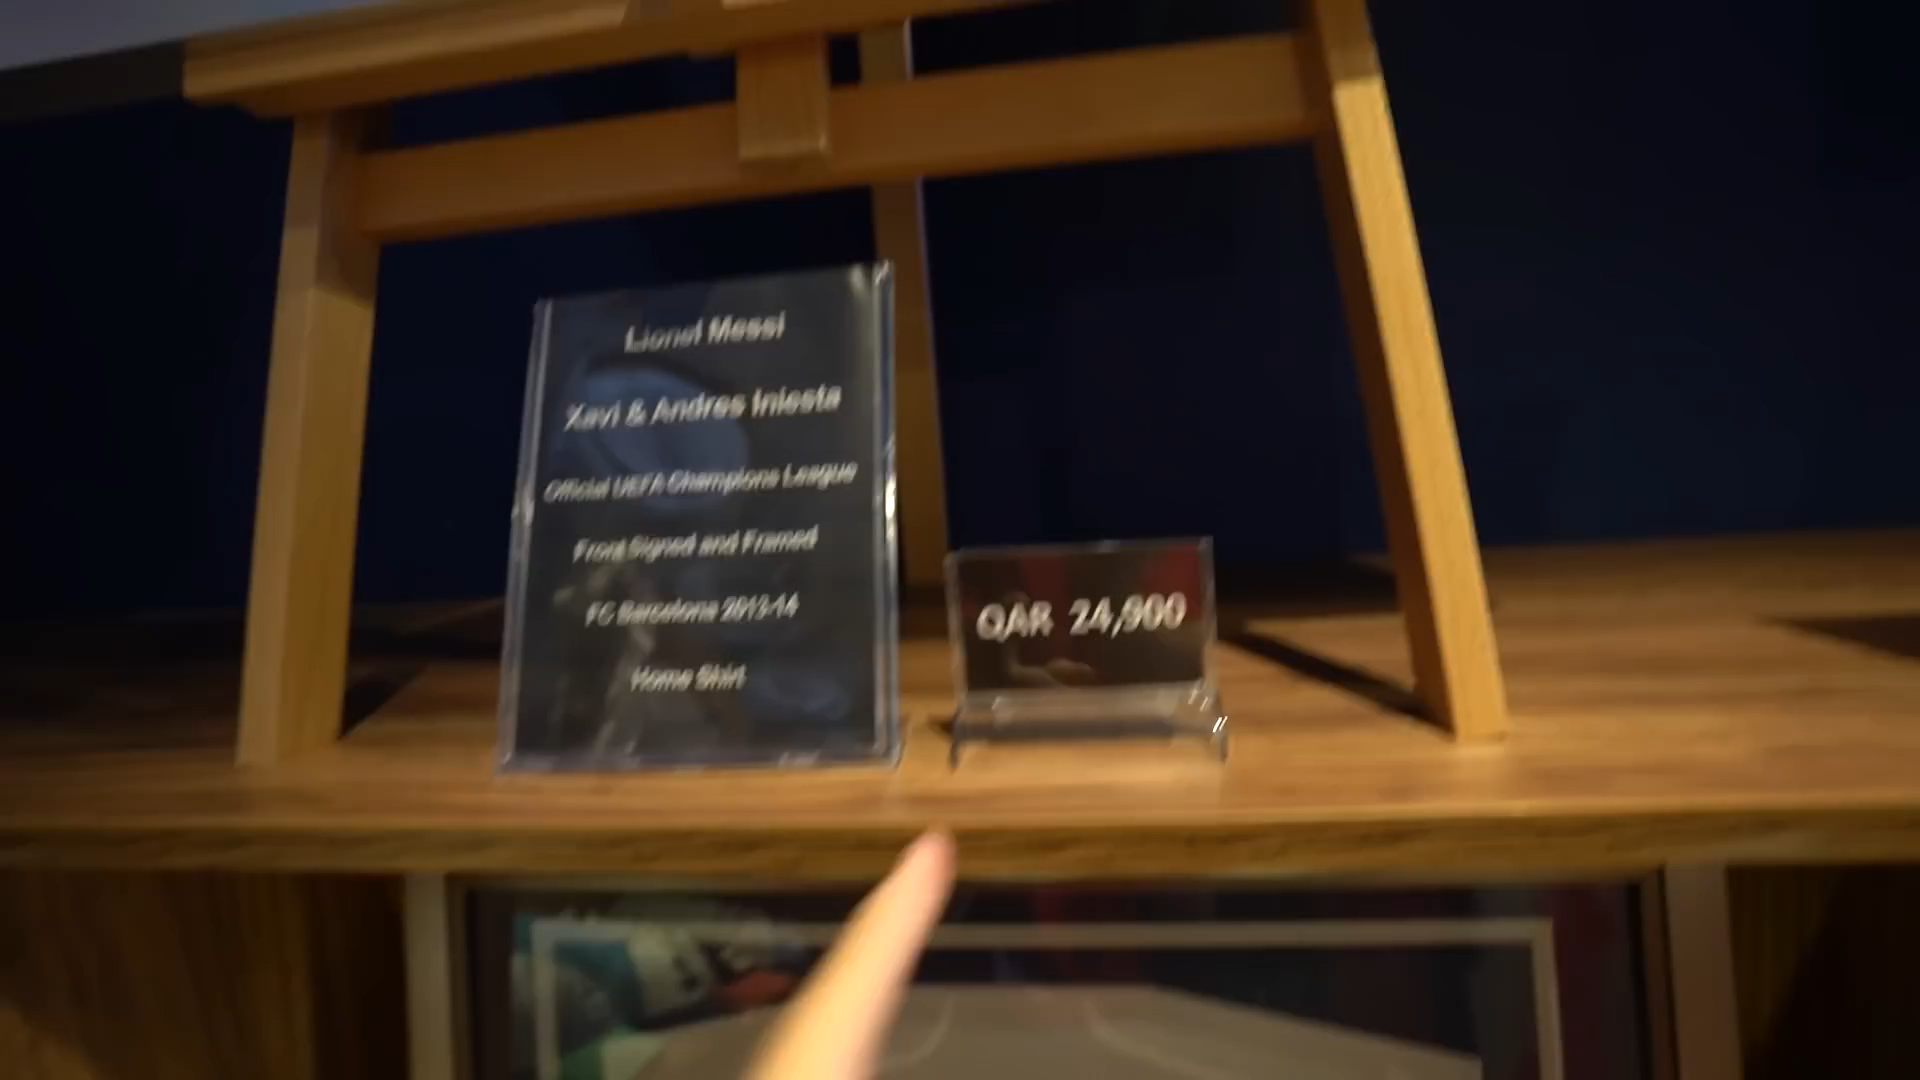 Lionel Messi
Xavi & Andres Iniesta
Official UEFA Champions League
Front Signed and Framed
FC Barcelona 2013-14
Home Shirt
QAR 24,900